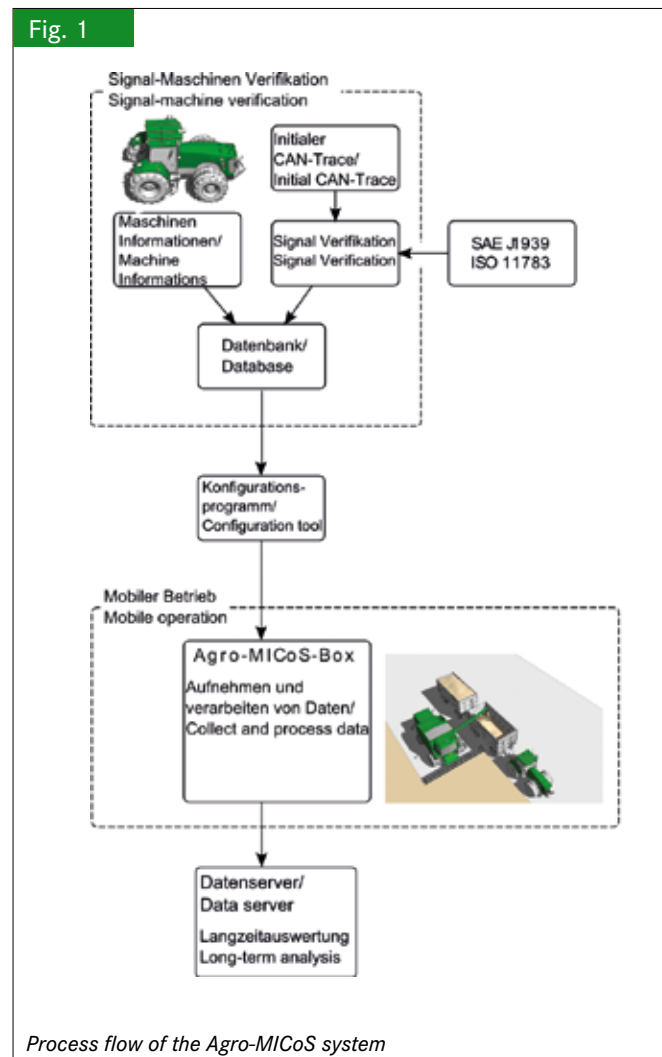 Fig. 1
Signal-Maschinen Verifikation
Signal-machine verification
Initialer
CAN-Trace/
Initial CAN-Trace
Maschinen
Informationen/
Machine
Informations
Signal Verifikation
Signal Verification
SAE J1939
ISO 11783
Datenbank/
Database
Konfigurations-
programm/
Configuration tool
Mobiler Betrieb
Mobile operation
Agro-MICoS-Box
Aufnehmen und
verarbeiten von Daten/
Collect and process data
Datenserver/
Data server
Langzeitauswertung
Long-term analysis
Process flow of the Agro-MICoS system